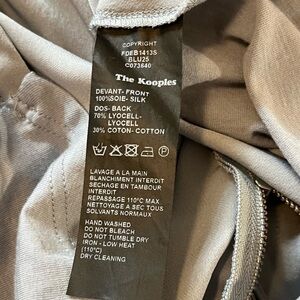 COPYRIGHT
FDEB1413S
BLU25
C073640
The Kooples
DEVANT- FRONT
100%SOIE- SILK
DOS- BACK
70% LYOCELL-
LYOCELL
30% COTON- COTTON
LAVAGE A LA MAIN
BLANCHIMENT INTERDIT
SECHAGE EN TAMBOUR
INTERDIT
REPASSAGE 110°C MAX
NETTOYAGE A SEC TOUS
SOLVANTS NORMAUX
HAND WASHED
DO NOT BLEACH
DO NOT TUMBLE DRY
IRON - LOW HEAT
(110°C)
DRY CLEANING